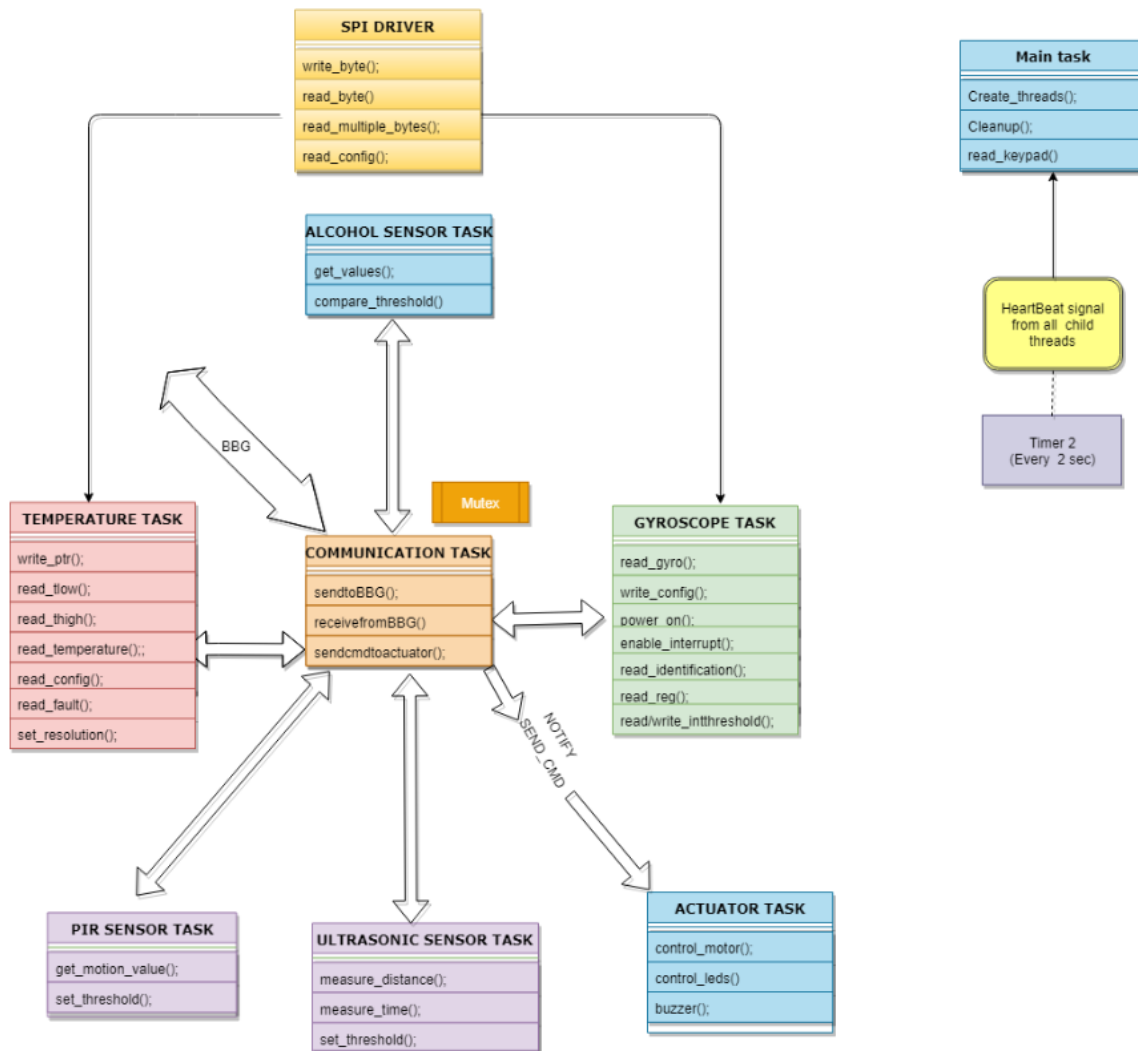 SPI DRIVER
write_byte();
read_byte()
read_multiple_bytes();
read_config();
Main task
Create_threads();
Cleanup();
read_keypad()
ALCOHOL SENSOR TASK
get_values();
compare_threshold()
HeartBeat signal
from all child
threads
Timer 2
(Every 2 sec)
BBG
Mutex
TEMPERATURE TASK
write_ptr();
read_tlow();
read_thigh();
read_temperature();;
read_config();
read_fault();
set_resolution();
COMMUNICATION TASK
sendtoBBG();
receivefromBBG()
sendcmdtoactuator();
GYROSCOPE TASK
read_gyro();
write_config();
power_on();
enable_interrupt();
read_identification();
read_reg();
read/write_intthreshold();
NOTIFY
SEND_CMD
PIR SENSOR TASK
get_motion_value();
set_threshold();
ULTRASONIC SENSOR TASK
measure_distance();
measure_time();
set_threshold();
ACTUATOR TASK
control_motor();
control_leds()
buzzer();